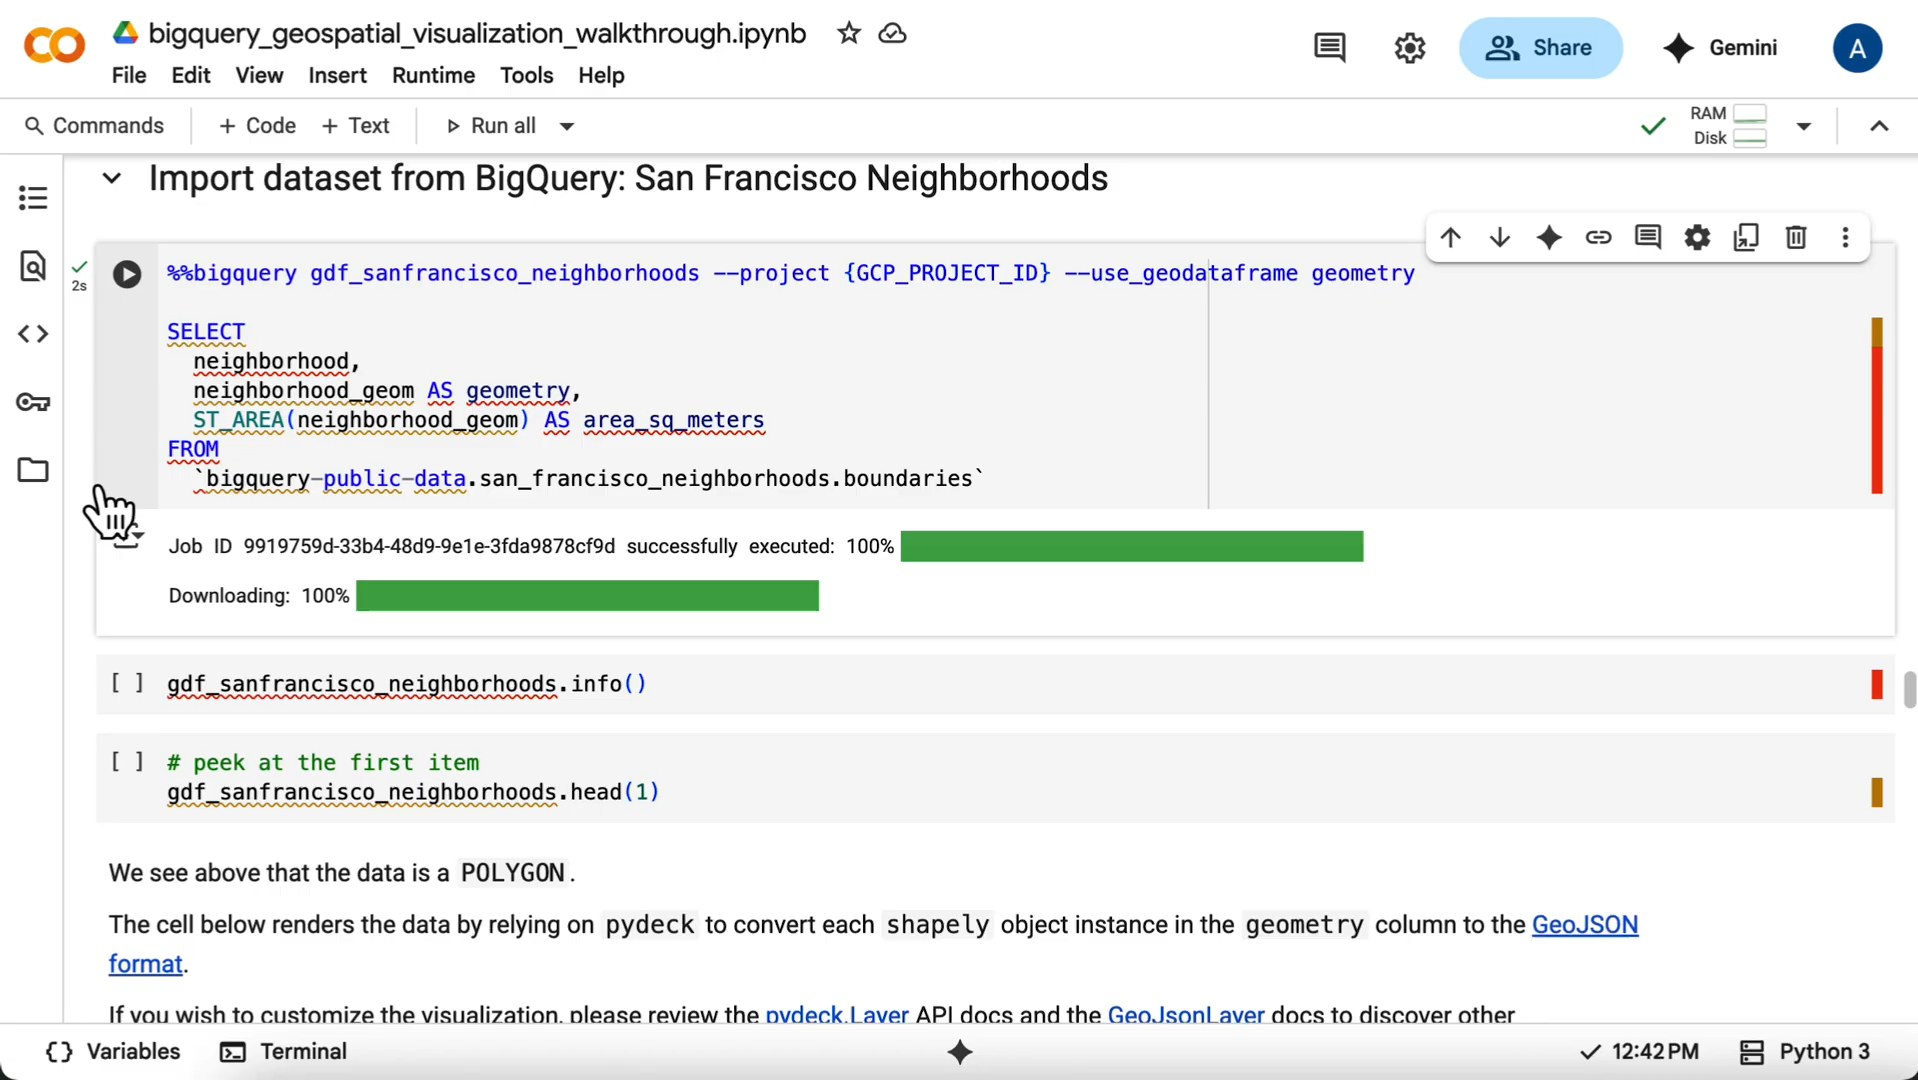 bigquery_geospatial_visualization_walkthrough.ipynb
File Edit View Insert Runtime Tools Help
Share
Gemini
A
Commands
+ Code
+ Text
Run all
RAM
Disk
Import dataset from BigQuery: San Francisco Neighborhoods
2s
%%bigquery gdf_sanfrancisco_neighborhoods --project {GCP_PROJECT_ID} --use_geodataframe geometry
SELECT
neighborhood,
neighborhood_geom AS geometry,
ST_AREA(neighborhood_geom) AS area_sq_meters
FROM
`bigquery-public-data.san_francisco_neighborhoods.boundaries`
Job ID 9919759d-33b4-48d9-9e1e-3fda9878cf9d successfully executed: 100%
Downloading: 100%
[ ] gdf_sanfrancisco_neighborhoods.info()
[ ] # peek at the first item
gdf_sanfrancisco_neighborhoods.head(1)
We see above that the data is a POLYGON.
The cell below renders the data by relying on pydeck to convert each shapely object instance in the geometry column to the GeoJSON
format.
If you wish to customize the visualization, please review the pydeck.Layer API docs and the GeoJsonLayer docs to discover other
Variables
Terminal
12:42 PM
Python 3